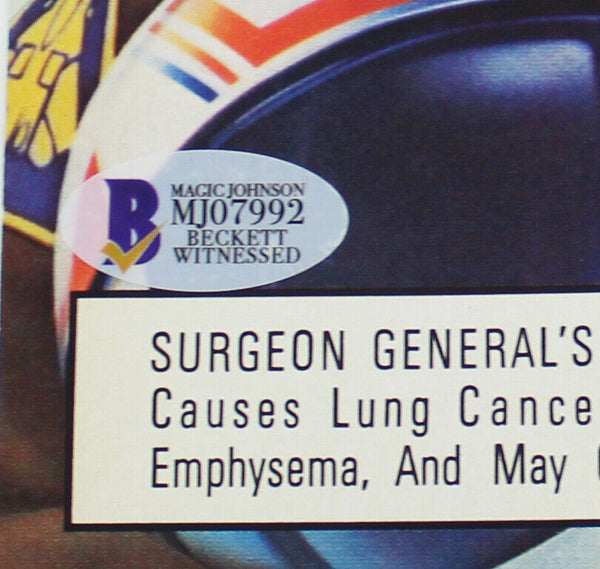 B
MAGIC JOHNSON
MJ07992
BECKETT
WITNESSED
SURGEON GENERAL'S
Causes Lung Cance
Emphysema, And May